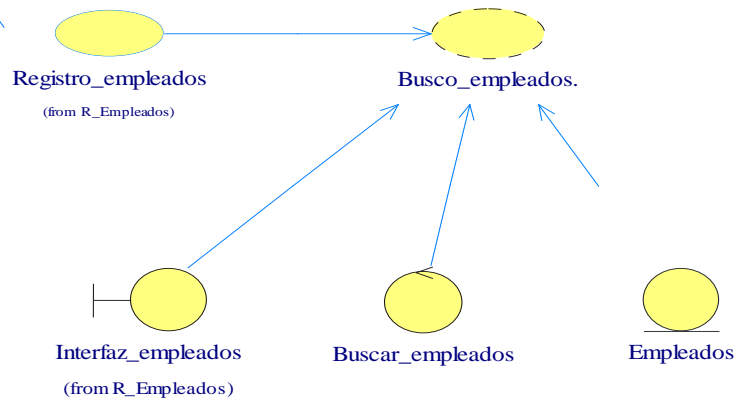 Registro_empleados
(from R_Empleados)
Busco_empleados.
Interfaz_empleados
(from R_Empleados)
Buscar_empleados
Empleados